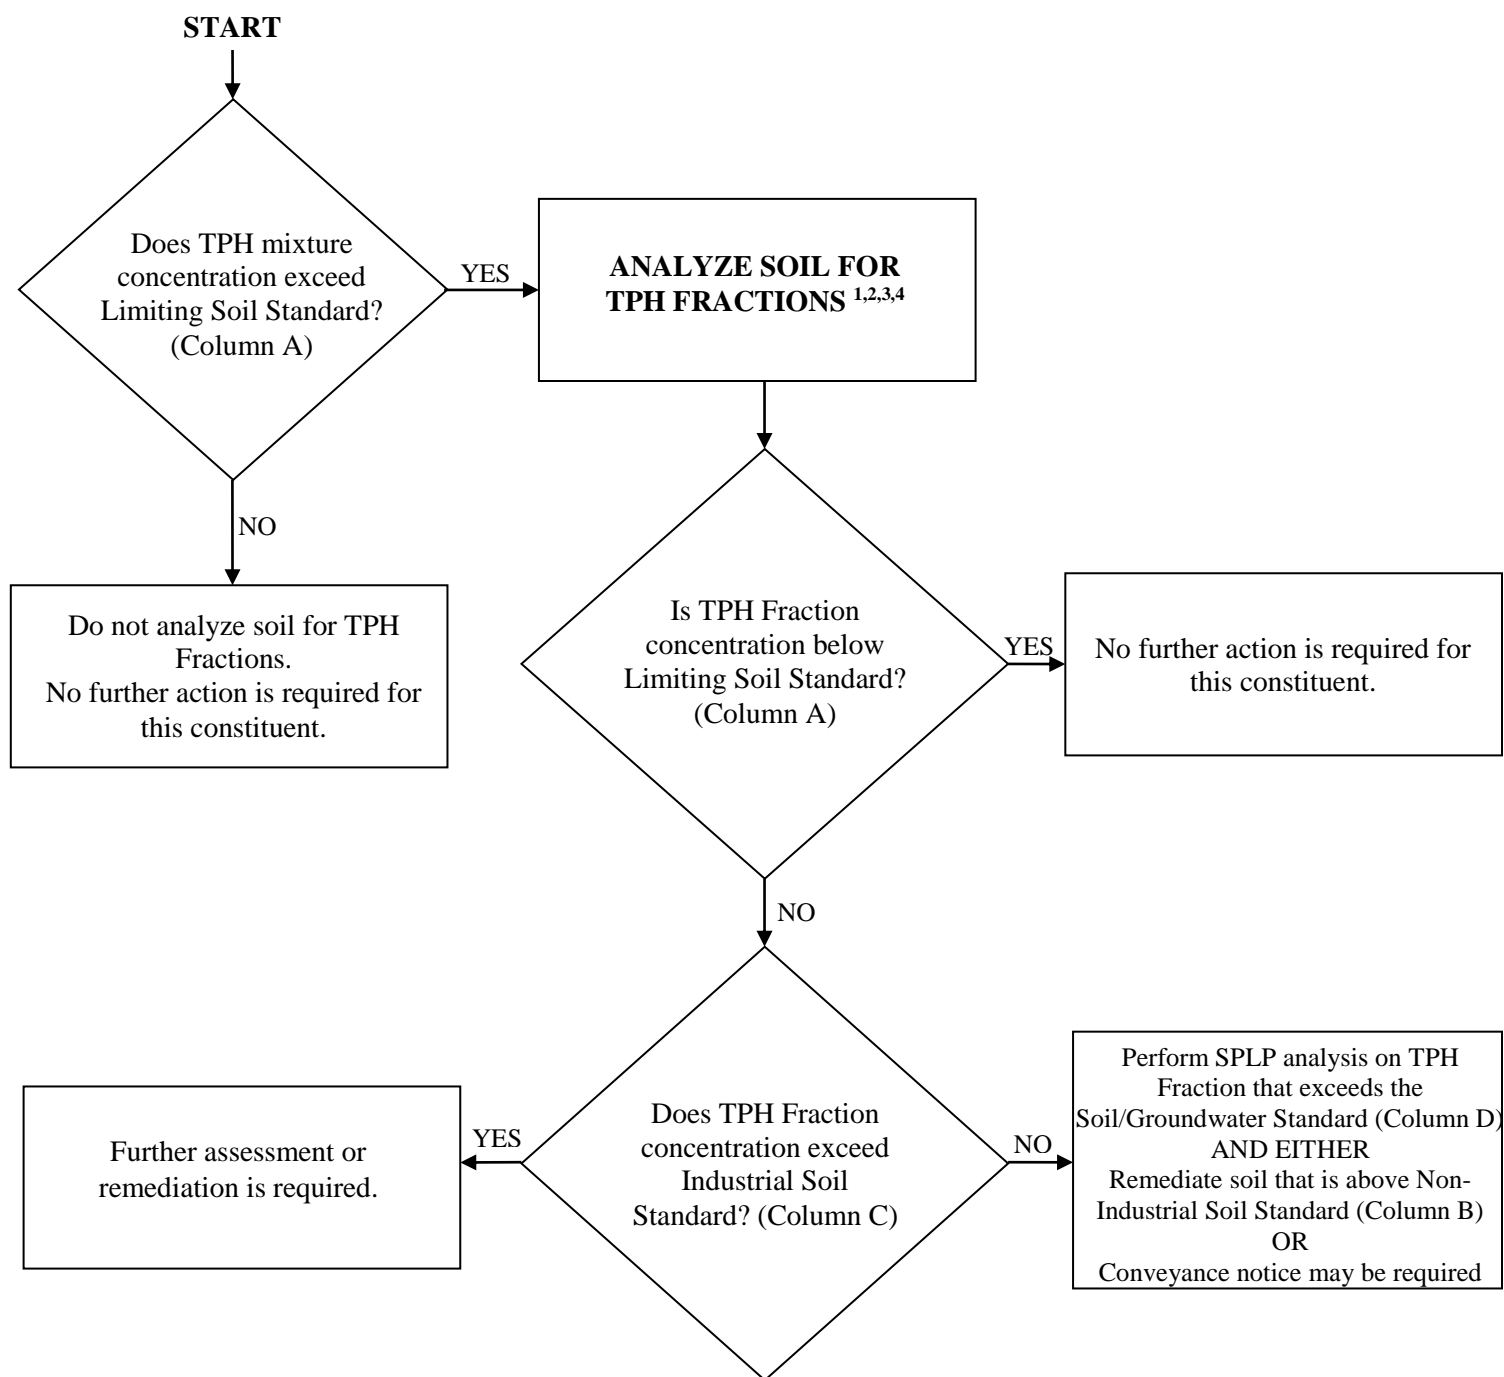 START
Does TPH mixture
concentration exceed
Limiting Soil Standard?
(Column A)
YES
ANALYZE SOIL FOR
TPH FRACTIONS 1,2,3,4
NO
Do not analyze soil for TPH
Fractions.
No further action is required for
this constituent.
Is TPH Fraction
concentration below
Limiting Soil Standard?
(Column A)
YES
No further action is required for
this constituent.
NO
Does TPH Fraction
concentration exceed
Industrial Soil
Standard? (Column C)
YES
Further assessment or
remediation is required.
NO
Perform SPLP analysis on TPH
Fraction that exceeds the
Soil/Groundwater Standard (Column D)
AND EITHER
Remediate soil that is above Non-
Industrial Soil Standard (Column B)
OR
Conveyance notice may be required